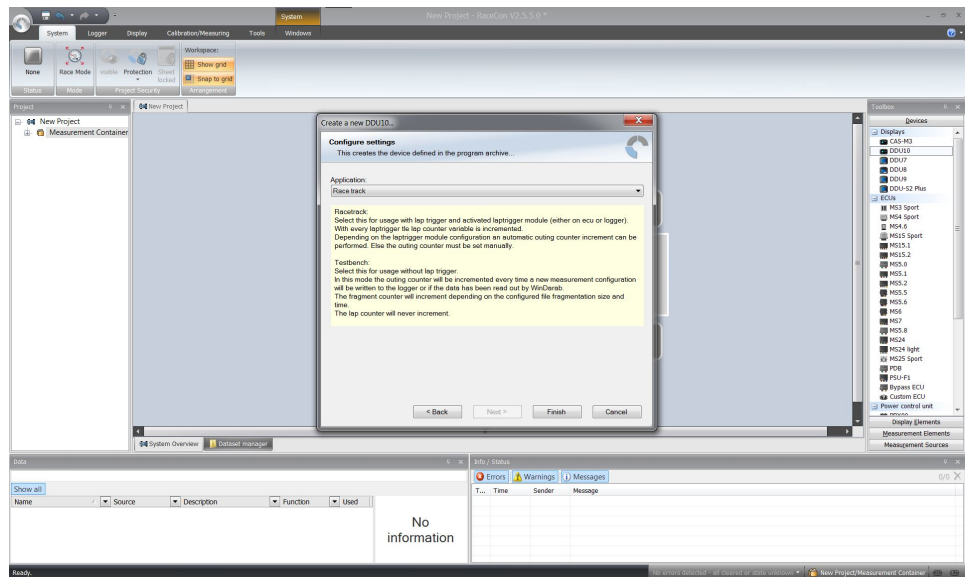 System
New Project - RaceCon V2.5.5.0 *
System
Logger
Display
Calibration/Measuring
Tools
Windows
None
Race Mode
visible
Protection
Sheet locked
Workspace:
Show grid
Snap to grid
Status
Mode
Project Security
Arrangement
Project
New Project
Measurement Container
New Project
Create a new DDU10...
Configure settings
This creates the device defined in the program archive...
Application:
Race track
Racetrack:
Select this for usage with lap trigger and activated laptrigger module (either on ecu or logger).
With every laptrigger tle lap counter variable is incremented.
Depending on the laptrigger module configuration an automatic outing counter increment can be
performed. Else the outing counter must be set manually.
Testbench:
Select this for usage without lap trigger.
In this mode the outing counter will be incremented every time a new measurement configuration
will be written to the logger or if the data has been read out by WinDarab.
The fragment counter will increment depending on the configured file fragmentation size and
time.
The lap counter will never increment.
< Back
Next >
Finish
Cancel
System Overview
Dataset manager
Toolbox
Devices
Displays
CAS-M3
DDU10
DDU7
DDU8
DDU9
DDU-S2 Plus
ECUs
MS3 Sport
MS4 Sport
MS4.6
MS15 Sport
MS15.1
MS15.2
MS5.0
MS5.1
MS5.2
MS5.5
MS5.6
MS6
MS7
MS5.8
MS24
MS24 light
MS25 Sport
PDB
PSU-F1
Bypass ECU
Custom ECU
Power control unit
Display Elements
Measurement Elements
Measurement Sources
Data
Show all
Name
Source
Description
Function
Used
No
information
Info / Status
Errors
Warnings
Messages
0/0
T...
Time
Sender
Message
Ready.
No errors detected - all cleared or state unknown
New Project/Measurement Container